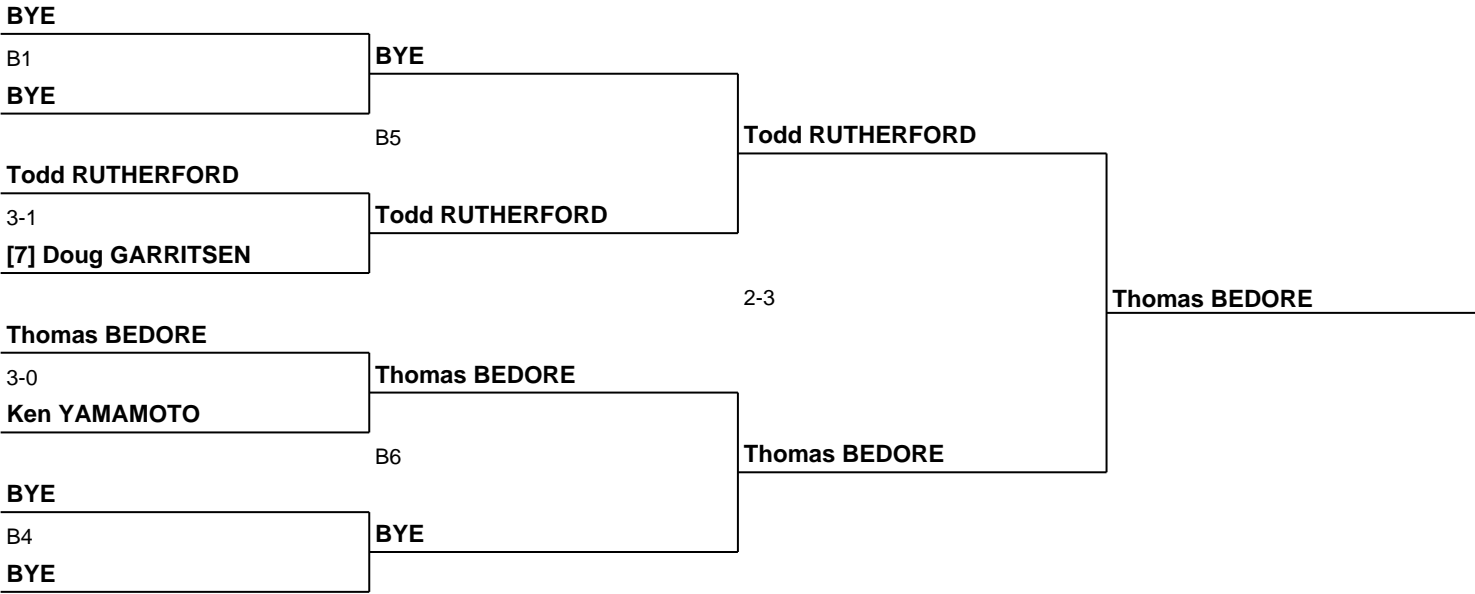 BYE
B1
BYE
BYE
B5
Todd RUTHERFORD
Todd RUTHERFORD
3-1
Todd RUTHERFORD
[7] Doug GARRITSEN
2-3
Thomas BEDORE
Thomas BEDORE
3-0
Thomas BEDORE
Ken YAMAMOTO
B6
Thomas BEDORE
BYE
B4
BYE
BYE